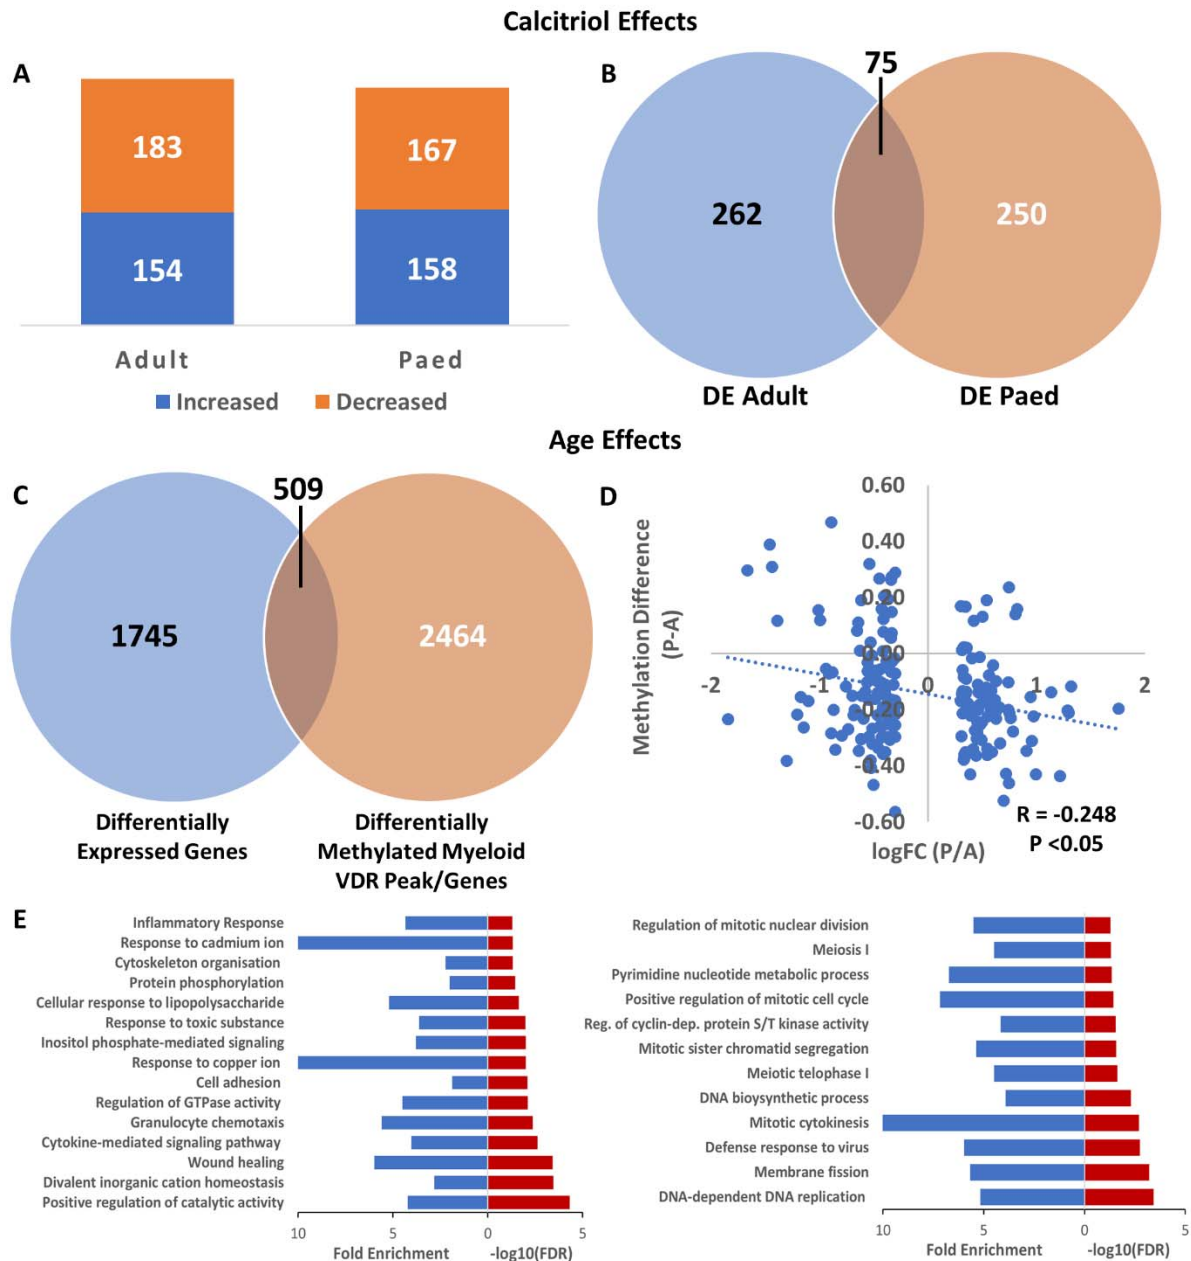 Calcitriol Effects
A
183
167
154
158
Adult
Paed
Increased
Decreased
B
75
262
250
DE Adult
DE Paed
Age Effects
C
509
1745
2464
Differentially
Expressed Genes
Differentially
Methylated Myeloid
VDR Peak/Genes
D
Methylation Difference
(P-A)
0.60
0.40
0.20
0.00
-0.20
-0.40
-0.60
-2
-1
0
1
2
R = -0.248
P <0.05
logFC (P/A)
E
Inflammatory Response
Response to cadmium ion
Cytoskeleton organisation
Protein phosphorylation
Cellular response to lipopolysaccharide
Response to toxic substance
Inositol phosphate-mediated signaling
Response to copper ion
Cell adhesion
Regulation of GTPase activity
Granulocyte chemotaxis
Cytokine-mediated signaling pathway
Wound healing
Divalent inorganic cation homeostasis
Positive regulation of catalytic activity
10
5
0
5
Fold Enrichment
-log10(FDR)
Regulation of mitotic nuclear division
Meiosis I
Pyrimidine nucleotide metabolic process
Positive regulation of mitotic cell cycle
Reg. of cyclin-dep. protein S/T kinase activity
Mitotic sister chromatid segregation
Meiotic telophase I
DNA biosynthetic process
Mitotic cytokinesis
Defense response to virus
Membrane fission
DNA-dependent DNA replication
10
5
0
5
Fold Enrichment
-log10(FDR)